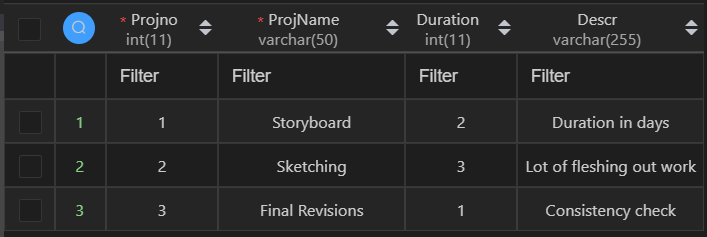 * Projno * ProjName Duration Descr
int(11) varchar(50) int(11) varchar(255)
Filter Filter Filter Filter
1 1 Storyboard 2 Duration in days
2 2 Sketching 3 Lot of fleshing out work
3 3 Final Revisions 1 Consistency check